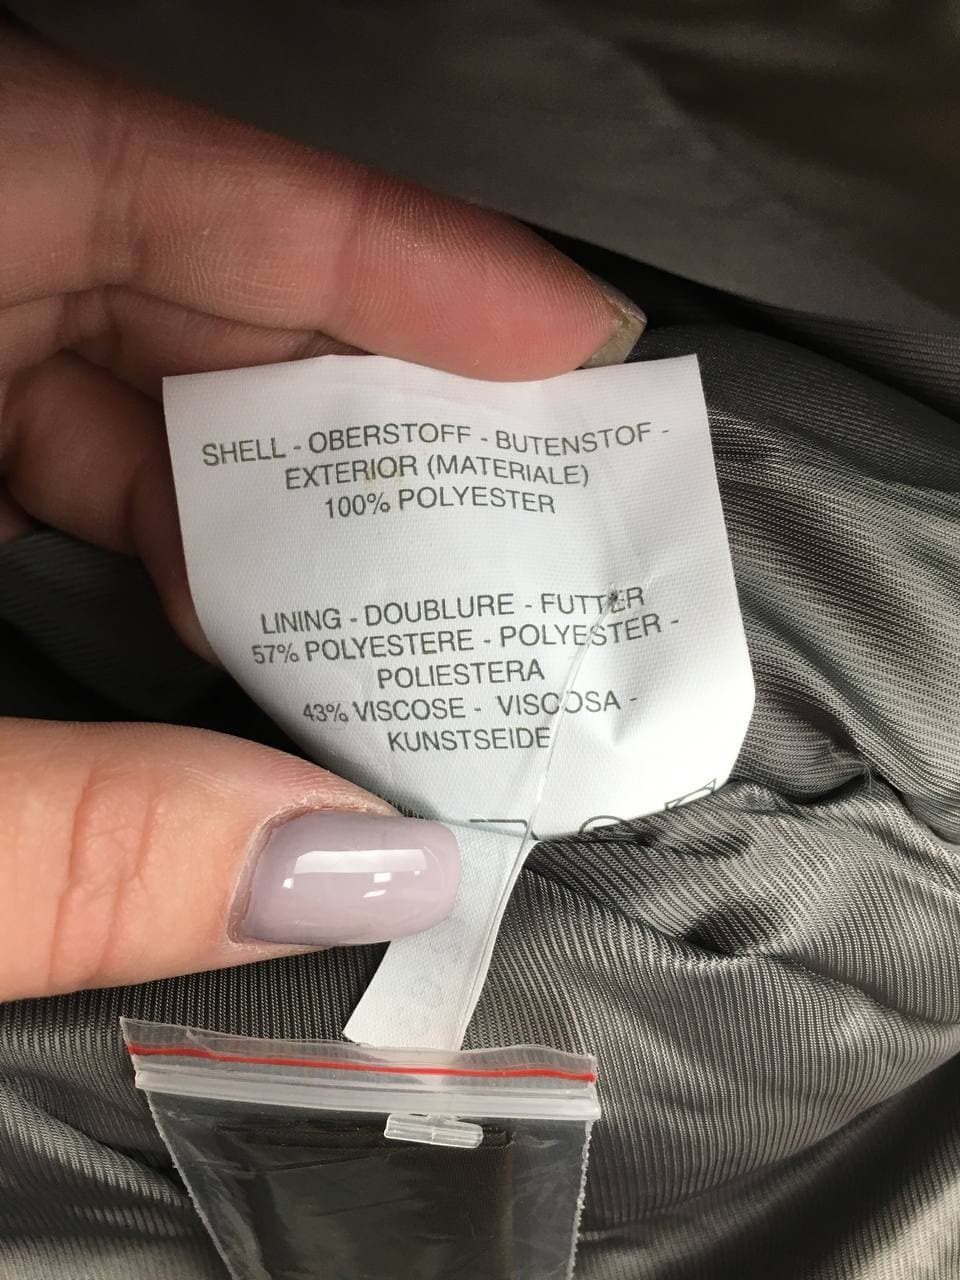 SHELL - OBERSTOFF - BUTENSTOF -
EXTERIOR (MATERIALE)
100% POLYESTER
LINING - DOUBLURE - FUTTER
57% POLYESTERE - POLYESTER -
POLIESTERA
43% VISCOSE - VISCOSA -
KUNSTSEIDE